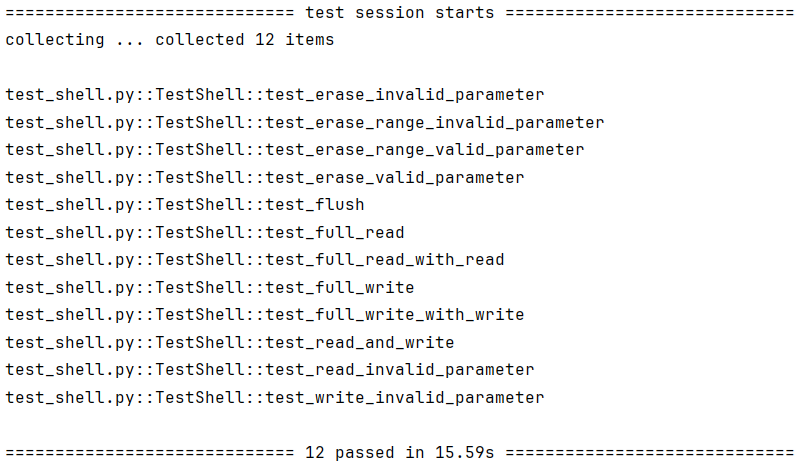 ============================= test session starts =============================
collecting ... collected 12 items
test_shell.py::TestShell::test_erase_invalid_parameter
test_shell.py::TestShell::test_erase_range_invalid_parameter
test_shell.py::TestShell::test_erase_range_valid_parameter
test_shell.py::TestShell::test_erase_valid_parameter
test_shell.py::TestShell::test_flush
test_shell.py::TestShell::test_full_read
test_shell.py::TestShell::test_full_read_with_read
test_shell.py::TestShell::test_full_write
test_shell.py::TestShell::test_full_write_with_write
test_shell.py::TestShell::test_read_and_write
test_shell.py::TestShell::test_read_invalid_parameter
test_shell.py::TestShell::test_write_invalid_parameter
============================= 12 passed in 15.59s =============================